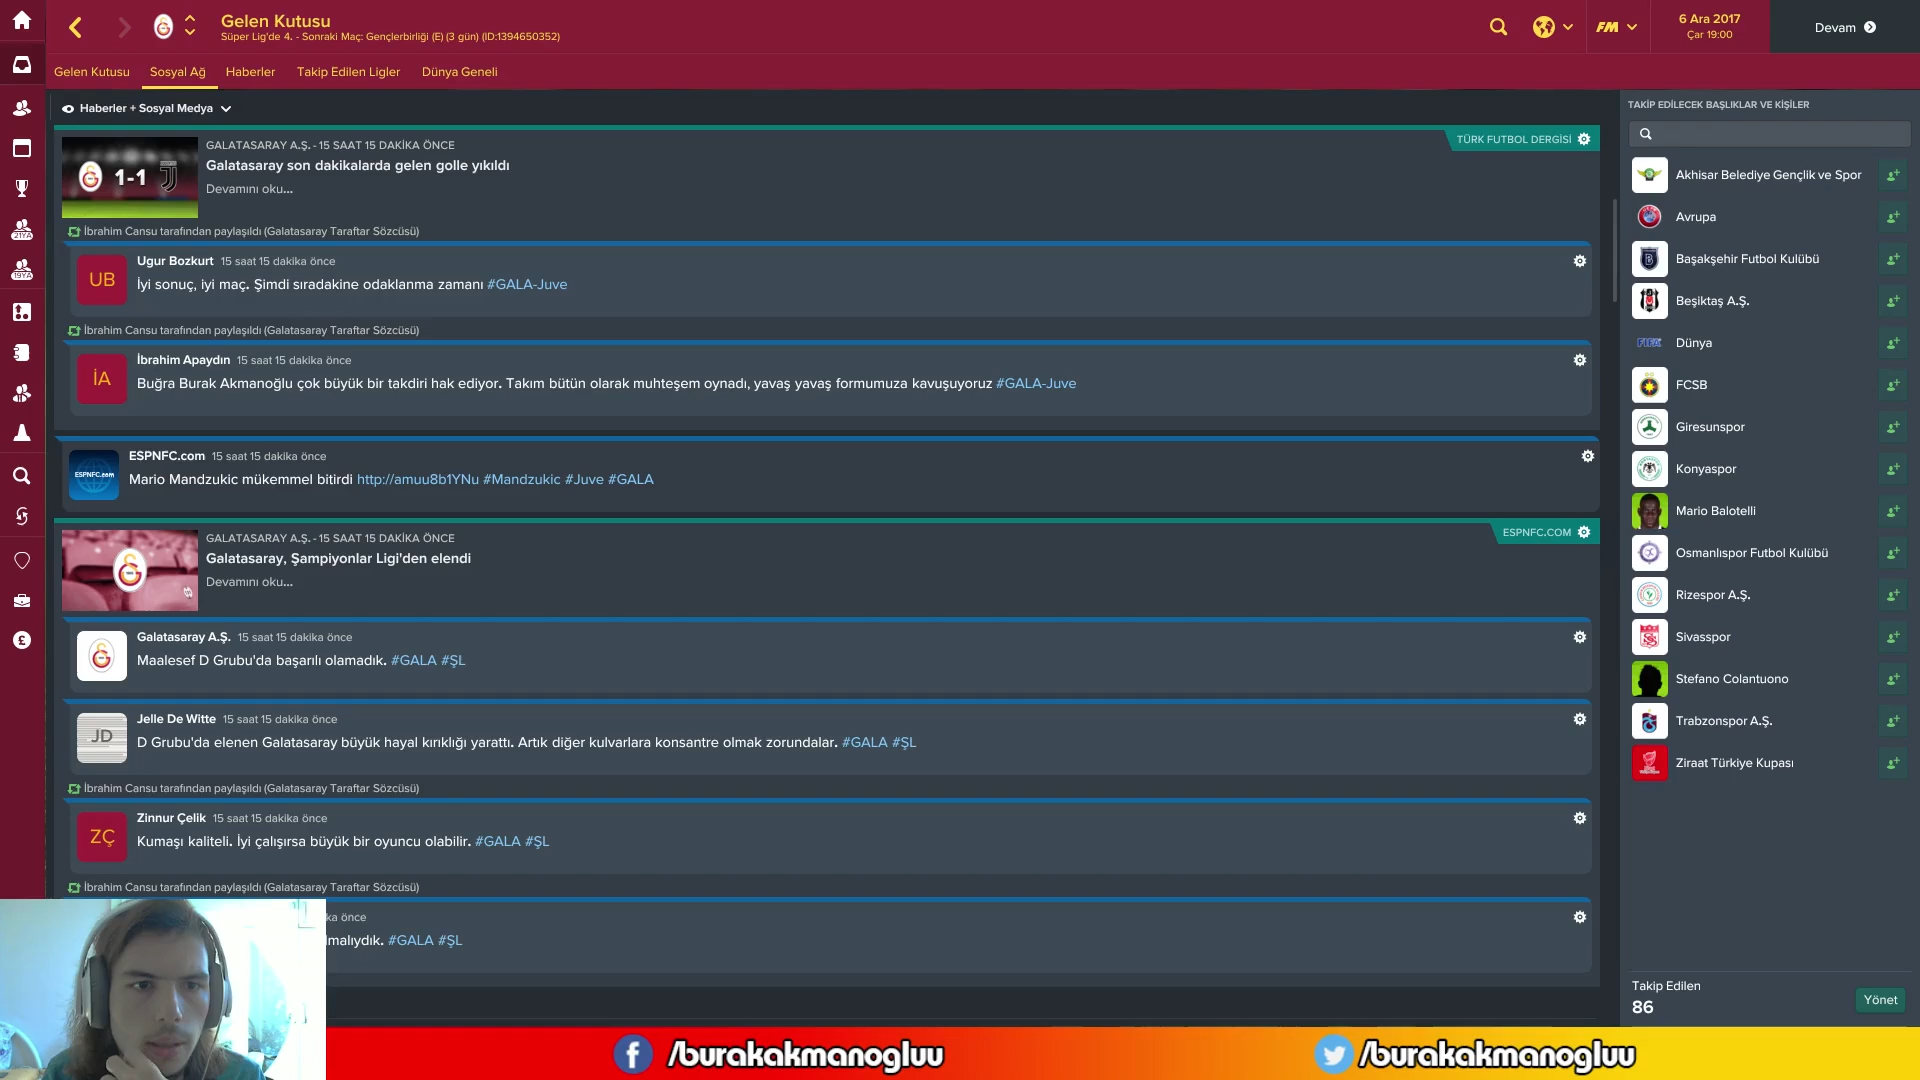 Gelen Kutusu
Süper Lig'de 4. - Sonraki Maç: Gençlerbirliği (E) (3 gün) (ID:1394650352)
FM
6 Ara 2017
Çar 19:00
Devam
Gelen Kutusu
Sosyal Ağ
Haberler
Takip Edilen Ligler
Dünya Geneli
Haberler + Sosyal Medya
GALATASARAY A.Ş. - 15 SAAT 15 DAKİKA ÖNCE
TÜRK FUTBOL DERGİSİ
Galatasaray son dakikalarda gelen golle yıkıldı
1-1
Devamını oku...
İbrahim Cansu tarafından paylaşıldı (Galatasaray Taraftar Sözcüsü)
UB
Ugur Bozkurt 15 saat 15 dakika önce
İyi sonuç, iyi maç. Şimdi sıradakine odaklanma zamanı #GALA-Juve
İbrahim Cansu tarafından paylaşıldı (Galatasaray Taraftar Sözcüsü)
İA
İbrahim Apaydın 15 saat 15 dakika önce
Buğra Burak Akmanoğlu çok büyük bir takdiri hak ediyor. Takım bütün olarak muhteşem oynadı, yavaş yavaş formumuza kavuşuyoruz #GALA-Juve
ESPNFC.com
ESPNFC.com 15 saat 15 dakika önce
Mario Mandzukic mükemmel bitirdi http://amuu8b1YNu #Mandzukic #Juve #GALA
GALATASARAY A.Ş. - 15 SAAT 15 DAKİKA ÖNCE
ESPNFC.COM
Galatasaray, Şampiyonlar Ligi'den elendi
Devamını oku...
Galatasaray A.Ş. 15 saat 15 dakika önce
Maalesef D Grubu'da başarılı olamadık. #GALA #ŞL
JD
Jelle De Witte 15 saat 15 dakika önce
D Grubu'da elenen Galatasaray büyük hayal kırıklığı yarattı. Artık diğer kulvarlara konsantre olmak zorundalar. #GALA #ŞL
İbrahim Cansu tarafından paylaşıldı (Galatasaray Taraftar Sözcüsü)
ZÇ
Zinnur Çelik 15 saat 15 dakika önce
Kumaşı kaliteli. İyi çalışırsa büyük bir oyuncu olabilir. #GALA #ŞL
İbrahim Cansu tarafından paylaşıldı (Galatasaray Taraftar Sözcüsü)
ka önce
lmalıydık. #GALA #ŞL
TAKİP EDİLECEK BAŞLIKLAR VE KİŞİLER
Akhisar Belediye Gençlik ve Spor
Avrupa
Başakşehir Futbol Kulübü
Beşiktaş A.Ş.
FIFA
Dünya
FCSB
Giresunspor
Konyaspor
Mario Balotelli
Osmanlıspor Futbol Kulübü
Rizespor A.Ş.
Sivasspor
Stefano Colantuono
Trabzonspor A.Ş.
Ziraat Türkiye Kupası
Takip Edilen
86
Yönet
21YA
19YA
/burakakmanogluu
/burakakmanogluu